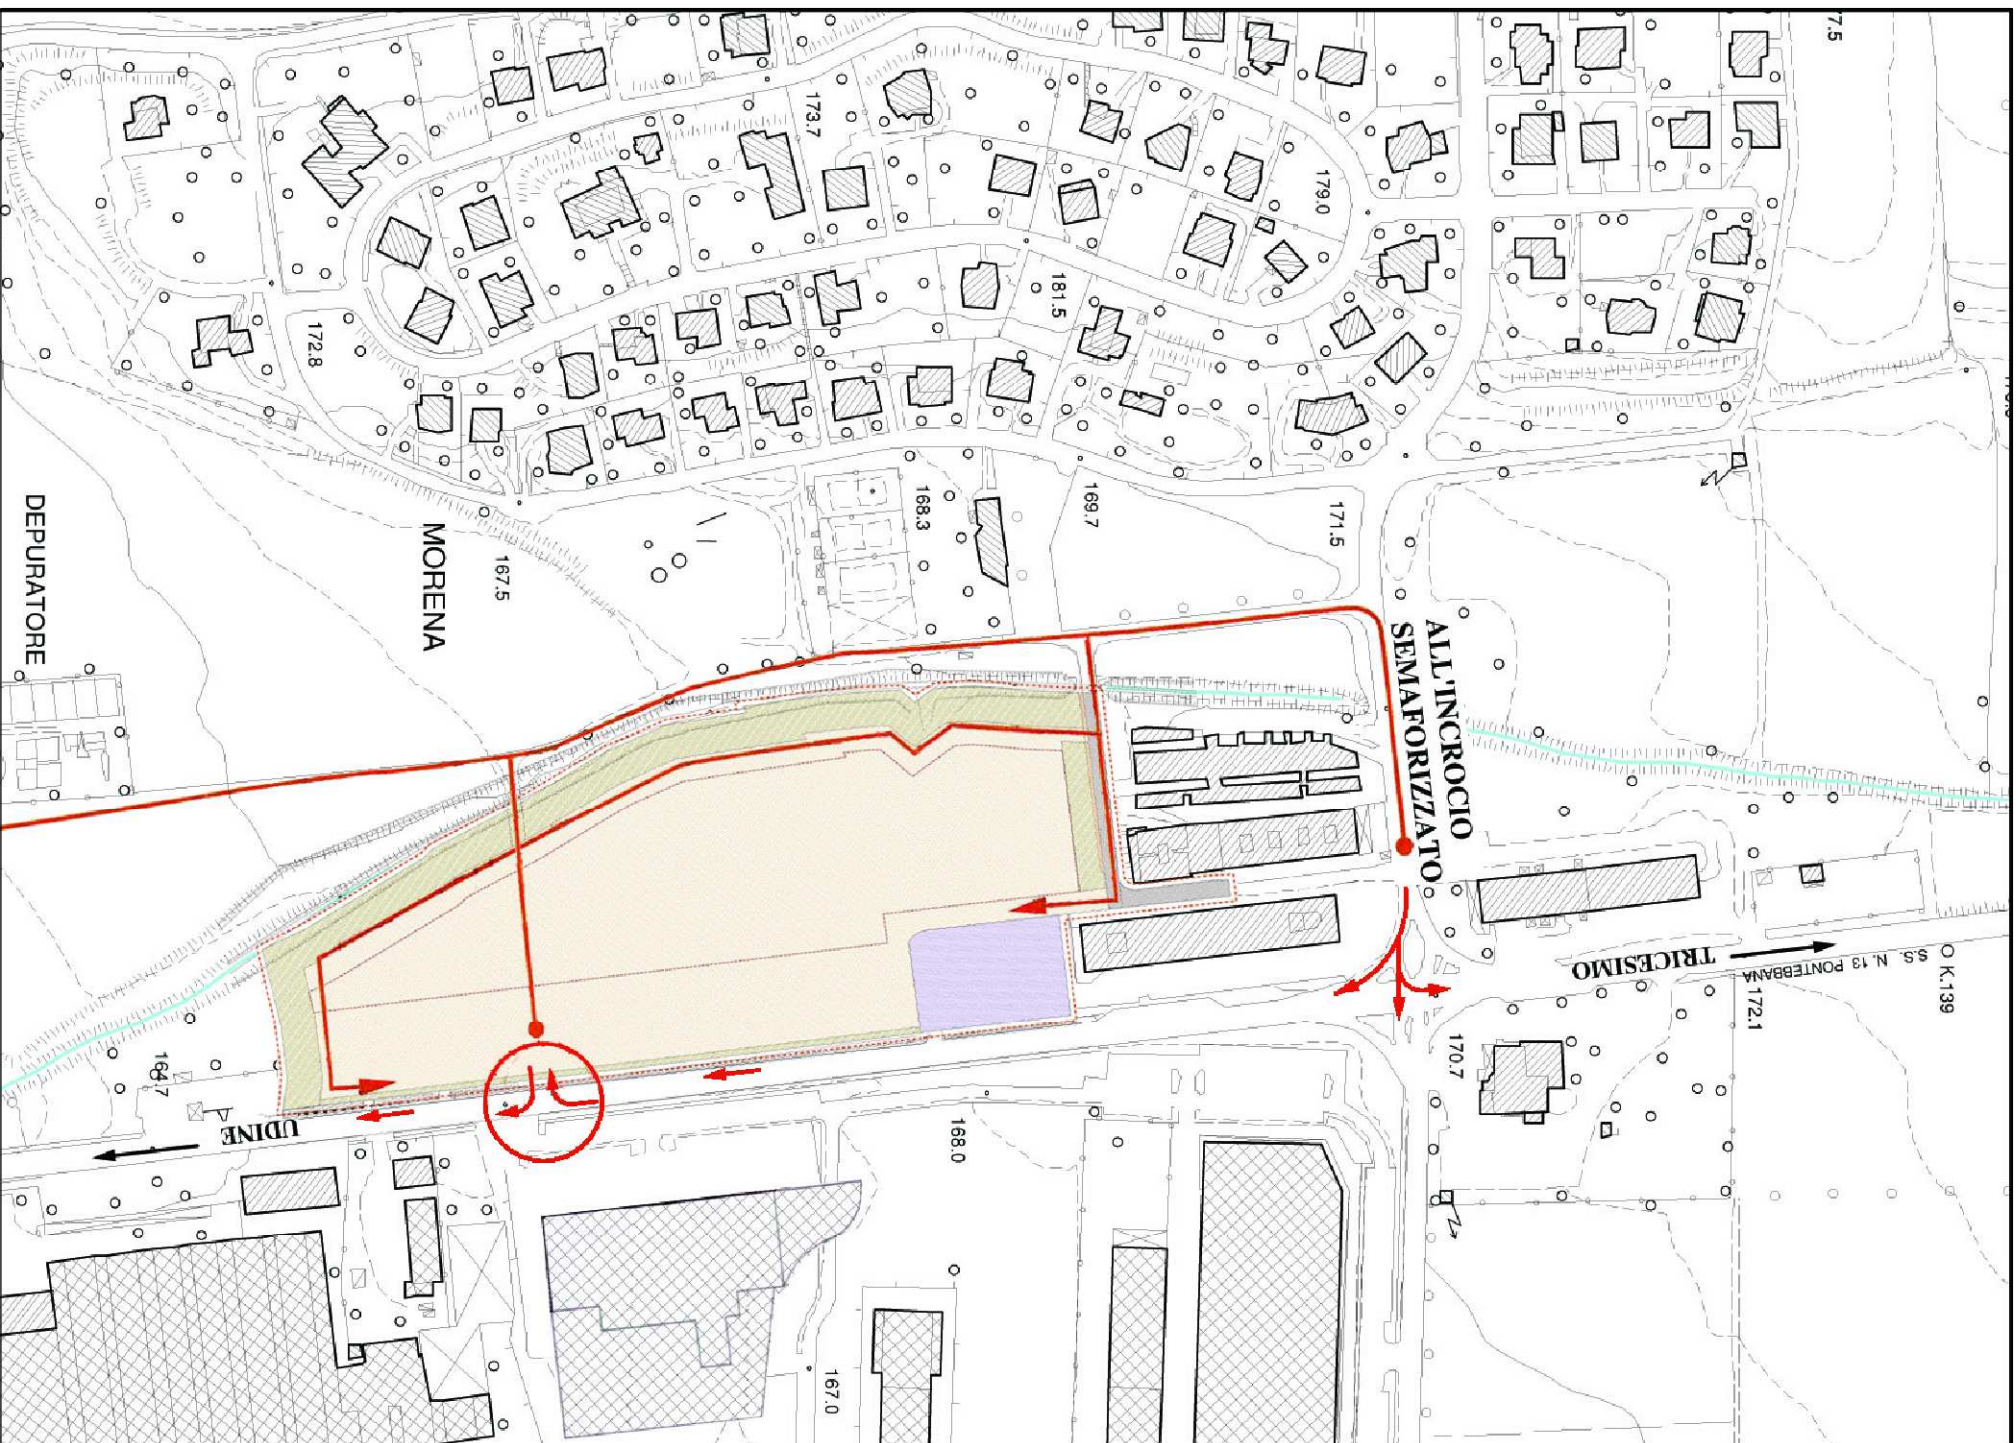 77.5
173.7
179.0
181.5
172.8
168.3
169.7
171.5
DEPURATORE
MORENA
167.5
ALL'INCROCIO
SEMAFORIZZATO
TRICESIMO
S.S. N. 13 PONTEBBANA
K.139
172.1
170.7
164.7
UDINE
168.0
167.0